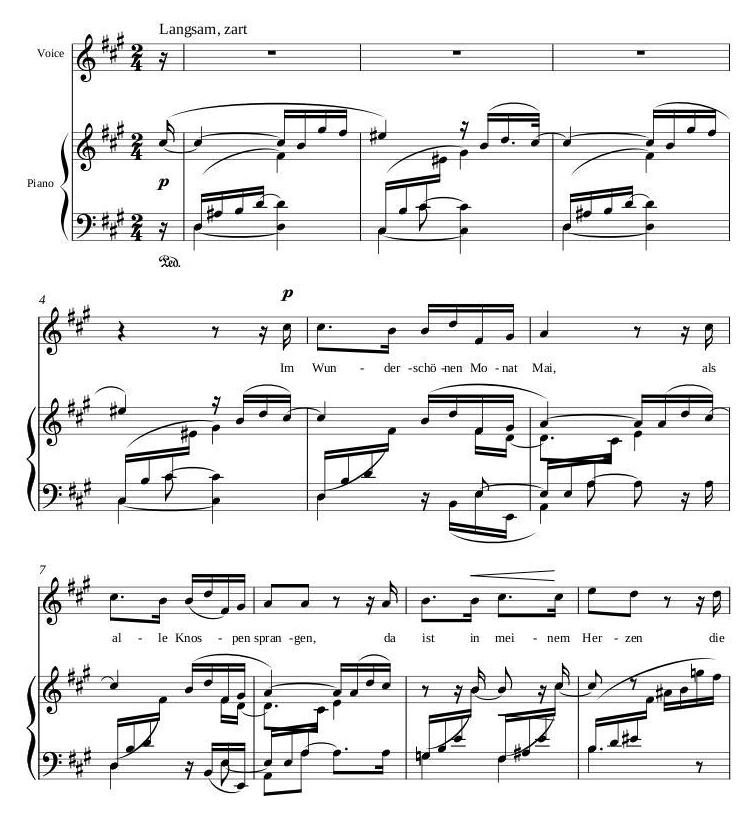 Langsam, zart
Voice
Piano
p
Ped.
4
p
Im Wun - der -schö -nen Mo - nat Mai, als
7
al - le Knos - pen spran -gen, da ist in mei - nem Her - zen die